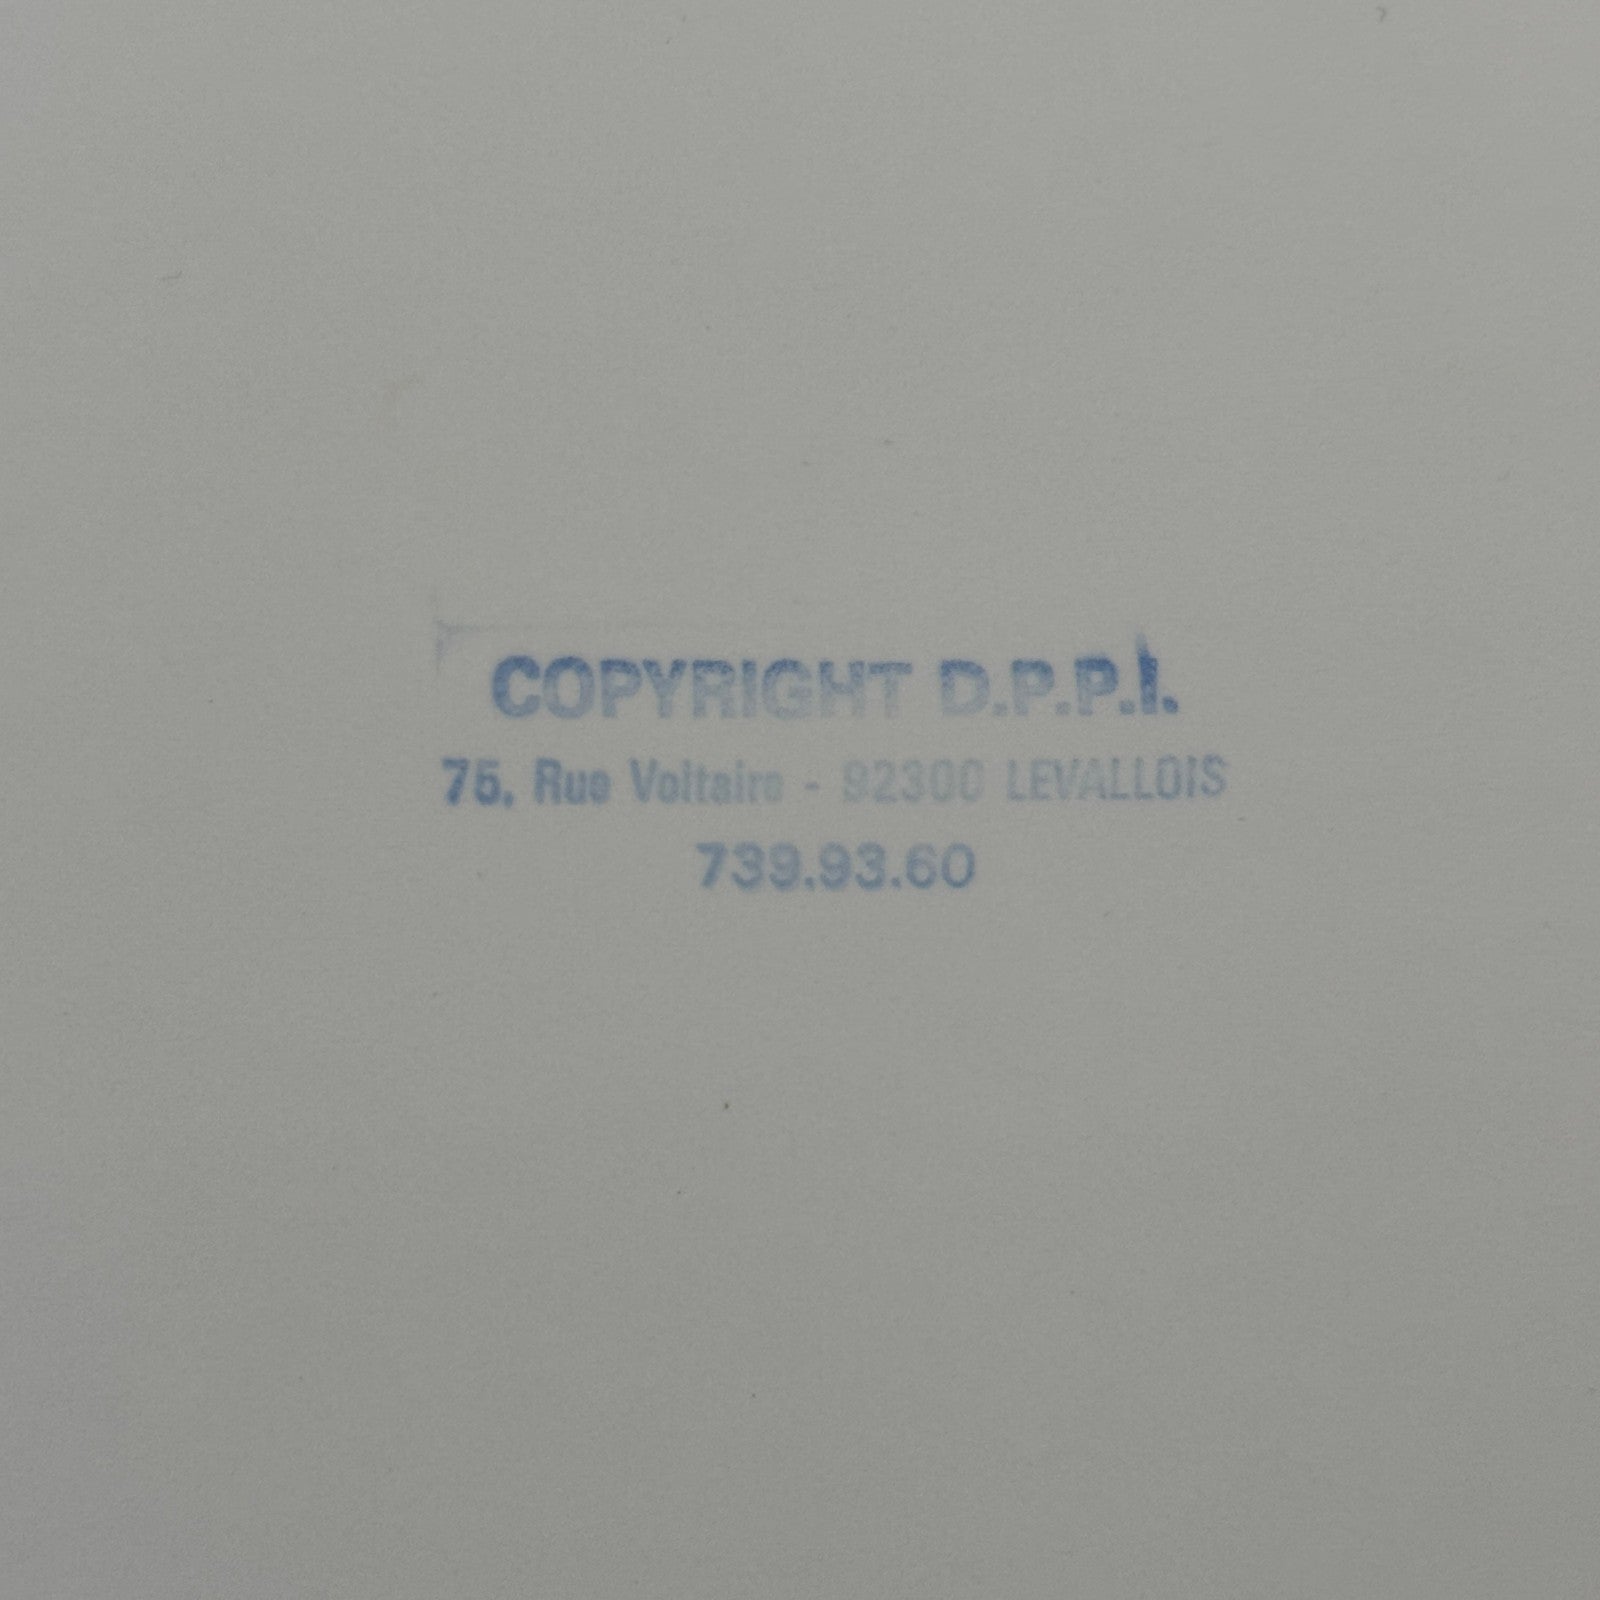 COPYRIGHT D.P.P.I.
75, Rue Voltaire - 92300 LEVALLOIS
739.93.60